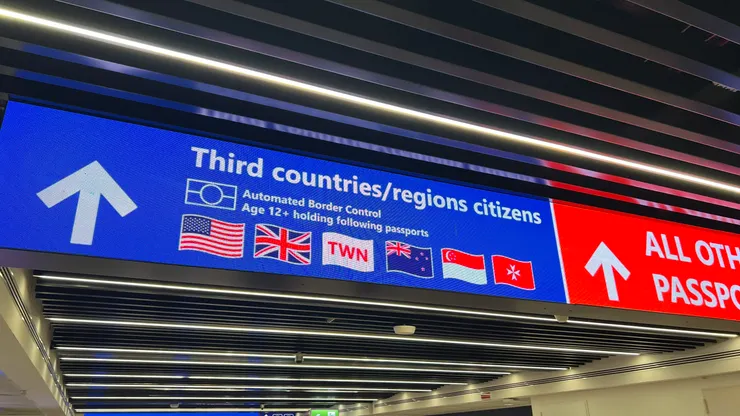 Third countries/regions citizens
Automated Border Control
Age 12+ holding following passports
TWN
ALL OTH
PASSPO